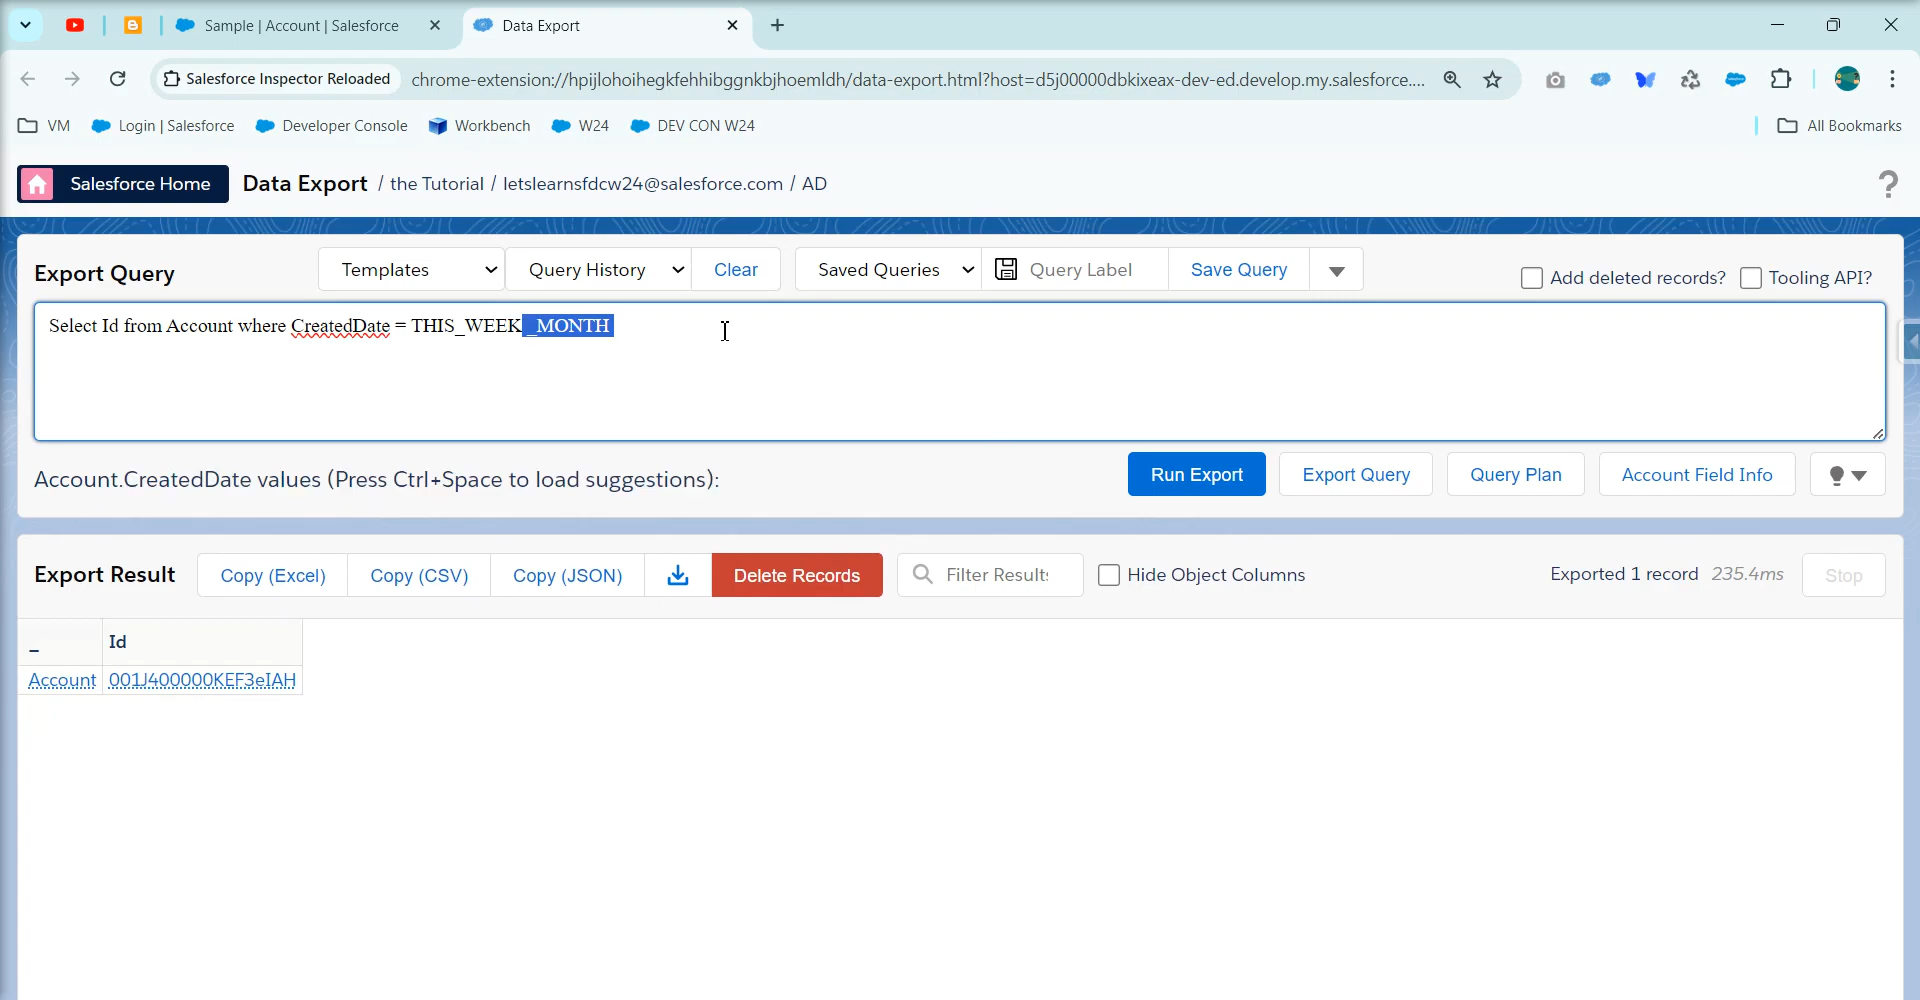 Sample | Account | Salesforce
Data Export
Salesforce Inspector Reloaded
chrome-extension://hpijlohoihegkfehhibggnkbjhoemldh/data-export.html?host=d5j00000dbkixeax-dev-ed.develop.my.salesforce....
VM
Login | Salesforce
Developer Console
Workbench
W24
DEV CON W24
All Bookmarks
Salesforce Home
Data Export / the Tutorial / letslearnsfdcw24@salesforce.com / AD
?
Export Query
Templates
Query History
Clear
Saved Queries
Query Label
Save Query
Add deleted records?
Tooling API?
Select Id from Account where CreatedDate = THIS_WEEK_MONTH
Account.CreatedDate values (Press Ctrl+Space to load suggestions):
Run Export
Export Query
Query Plan
Account Field Info
Export Result
Copy (Excel)
Copy (CSV)
Copy (JSON)
Delete Records
Filter Results
Hide Object Columns
Exported 1 record 235.4ms
Stop
_ Id
Account 001J400000KEF3eIAH